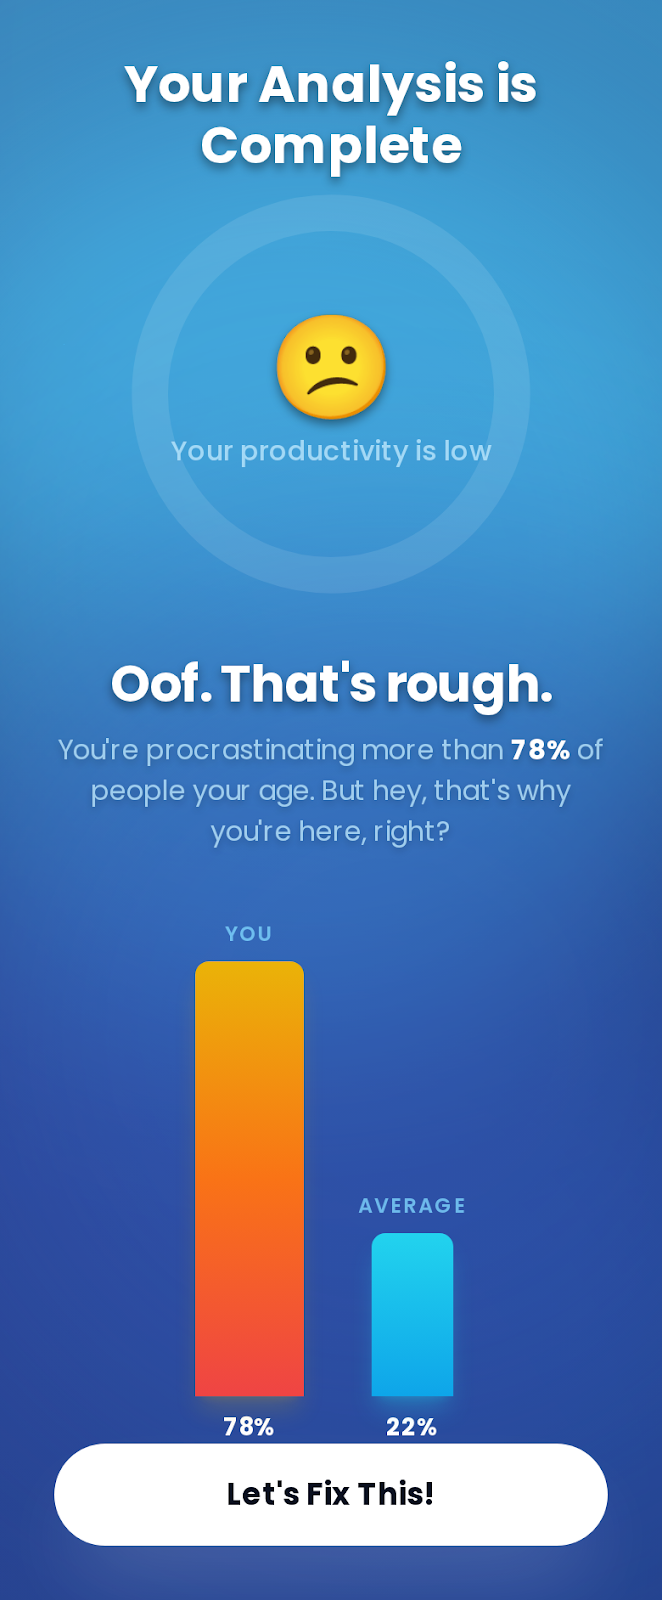 Your Analysis is
Complete
Your productivity is low
Oof. That's rough.
You're procrastinating more than 78% of
people your age. But hey, that's why
you're here, right?
YOU
AVERAGE
78%
22%
Let's Fix This!